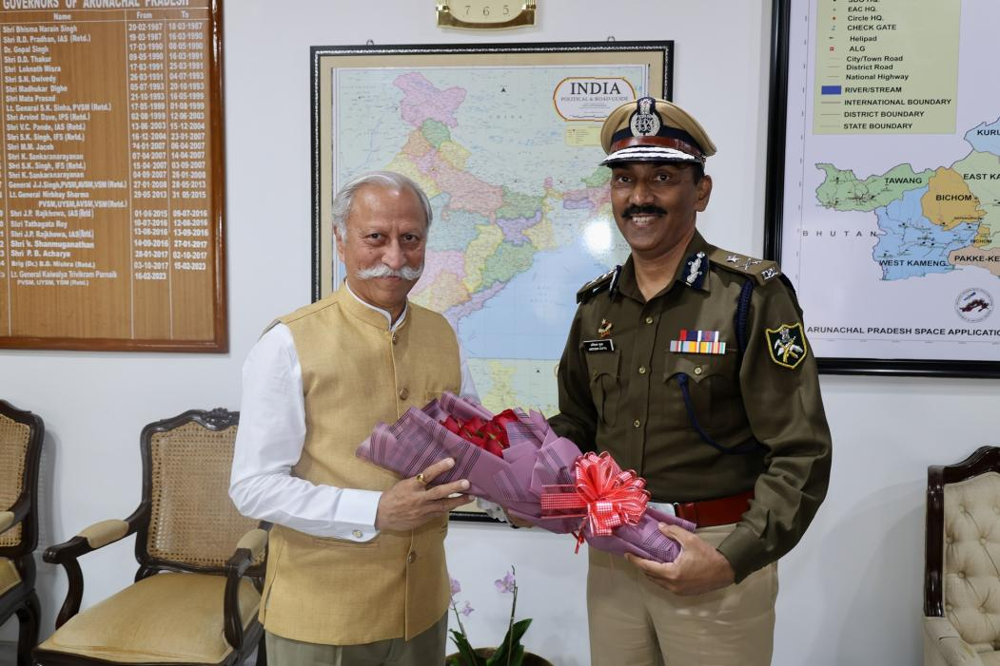 GOVERNORS OF ARUNACHAL PRADESH
Name From To
Shri Bhisma Narain Singh 20-02-1987 18-03-1987
Shri R.D. Pradhan, IAS (Retd.) 19-03-1987 16-03-1990
Dr. Gopal Singh 17-03-1990 08-05-1990
Shri D.D. Thakur 09-05-1990 16-03-1991
Shri Loknath Misra 17-03-1991 25-03-1991
Shri S.N. Dwivedy 26-03-1991 04-07-1993
Shri Madhukar Dighe 05-07-1993 20-10-1993
Shri Mata Prasad 21-10-1993 16-05-1999
Lt. General S.K. Sinha, PVSM (Retd.) 17-05-1999 01-08-1999
Shri Arvind Dave, IFS (Retd.) 02-08-1999 12-06-2003
Shri V.C. Pande, IAS (Retd.) 13-06-2003 15-12-2004
Shri S.K. Singh, IFS (Retd.) 16-12-2004 23-01-2007
Shri M.M. Jacob 24-01-2007 06-04-2007
Shri K. Sankaranarayanan 07-04-2007 14-04-2007
Shri S.K. Singh, IFS (Retd.) 15-04-2007 03-09-2007
Shri K. Sankaranarayanan 04-09-2007 26-01-2008
General J.J.Singh,PVSM,AVSM,VSM (Retd.) 27-01-2008 28-05-2013
Lt General Nirbhay Sharma 29-05-2013 31-05-2015
PVSM,UYSM,AVSM,VSM (Retd.)
Shri J.P. Rajkhowa, IAS (Retd) 01-06-2015 09-07-2016
Shri Tathagata Roy 10-07-2016 12-08-2016
Shri J.P. Rajkhowa, IAS (Retd.) 13-08-2016 13-09-2016
Shri V. Shanmuganathan 14-09-2016 27-01-2017
Shri P. B. Acharya 28-01-2017 02-10-2017
Brig (Dr.) B.D. Mishra (Retd.) 03-10-2017 15-02-2023
Lt. General Kaiwalya Trivikram Parnaik 16-02-2023
PVSM, UYSM, YSM (Retd.)
7 6 5
INDIA
POLITICAL & ROAD GUIDE
EAC HQ.
Circle HQ.
CHECK GATE
Helipad
ALG
City/Town Road
District Road
National Highway
RIVER/STREAM
INTERNATIONAL BOUNDARY
DISTRICT BOUNDARY
STATE BOUNDARY
KURU
TAWANG
EAST KA
BICHOM
BHUTAN
BICHOM
WEST KAMENG
PAKKE-KE
ARUNACHAL PRADESH SPACE APPLICATIO